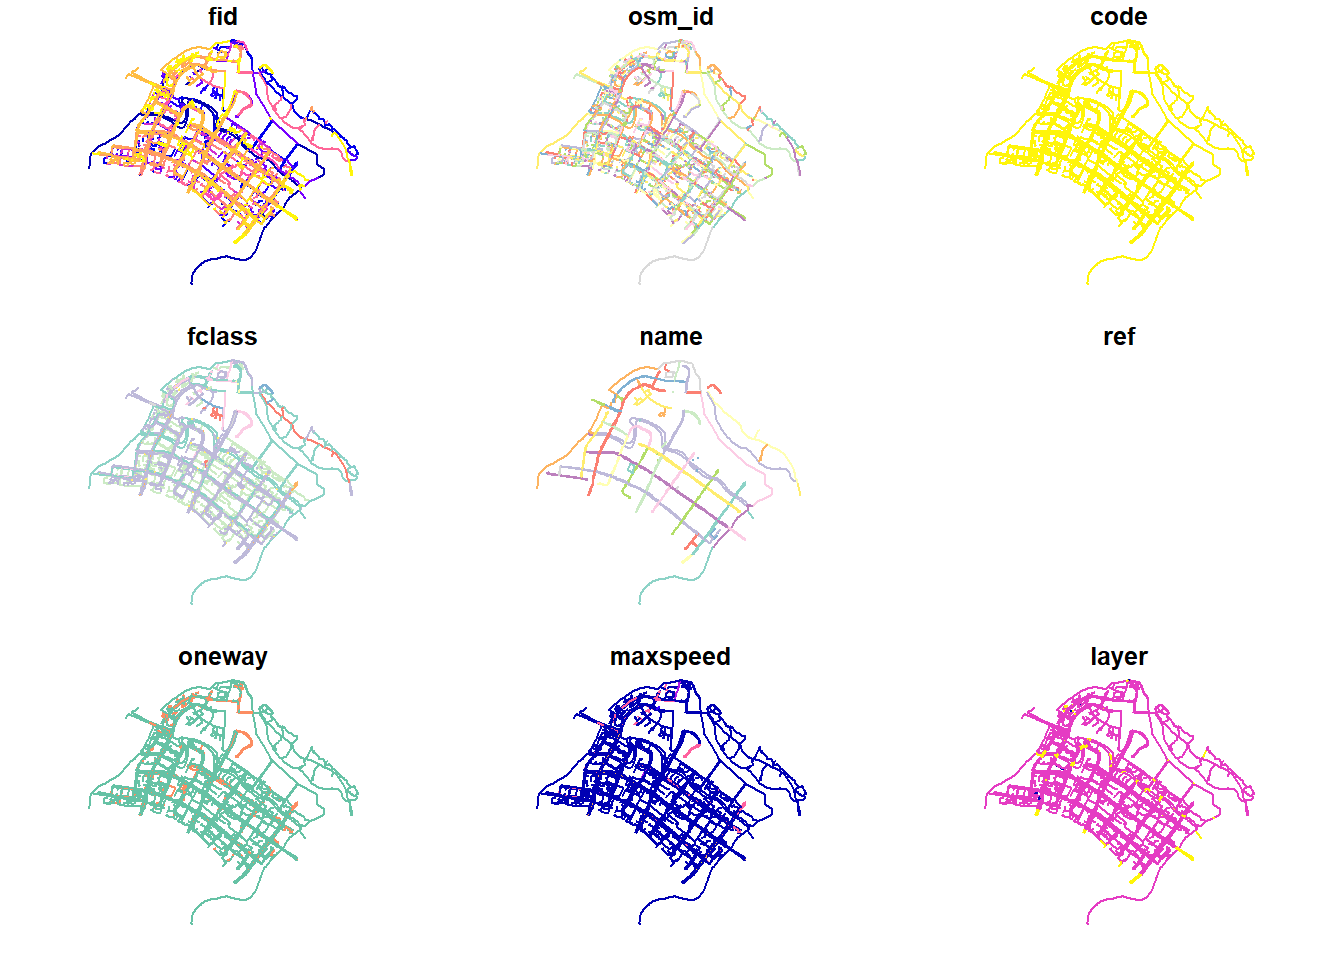 fid
osm_id
code
fclass
name
ref
oneway
maxspeed
layer